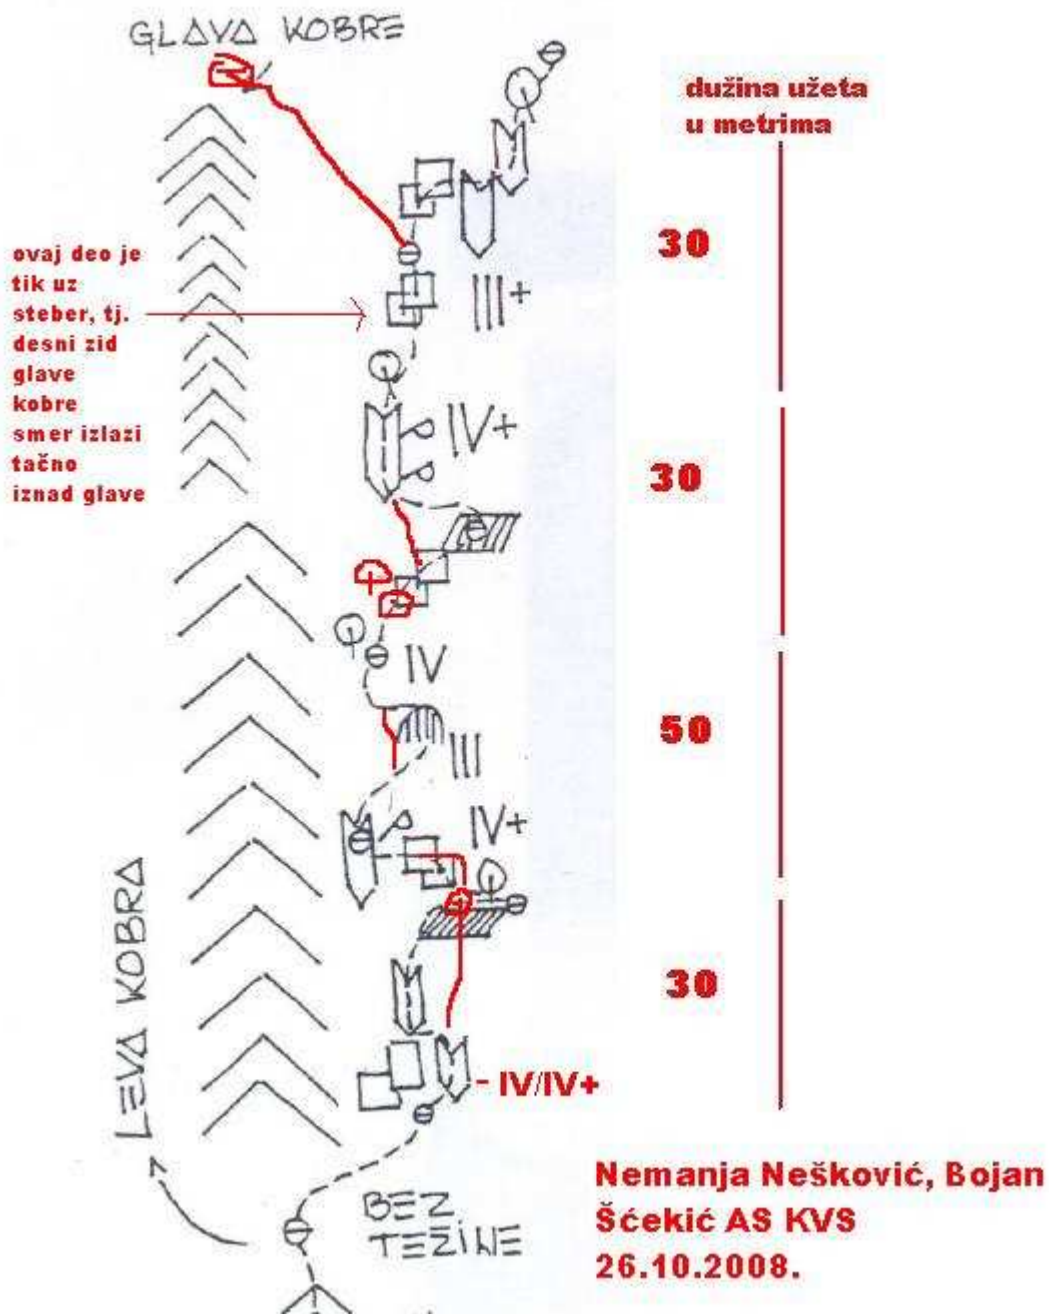 GLAVA KOBRE
dužina užeta
u metrima
30
ovaj deo je
tik uz
steber, tj.
desni zid
glave
kobre
smer izlazi
tačno
iznad glave
III+
IV+
30
IV
50
III
IV+
LEVA KOBRA
30
- IV/IV+
BEZ
TEŽINE
Nemanja Nešković, Bojan
Šćekić AS KVS
26.10.2008.